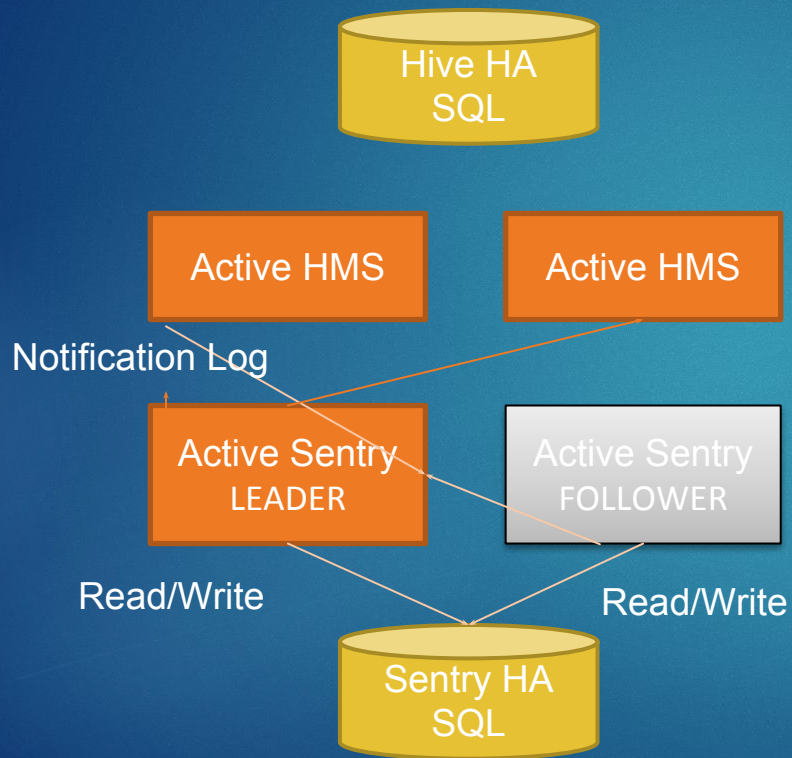 Hive HA
SQL
Active HMS
Active HMS
Notification Log
Active Sentry
LEADER
Active Sentry
FOLLOWER
Read/Write
Read/Write
Sentry HA
SQL